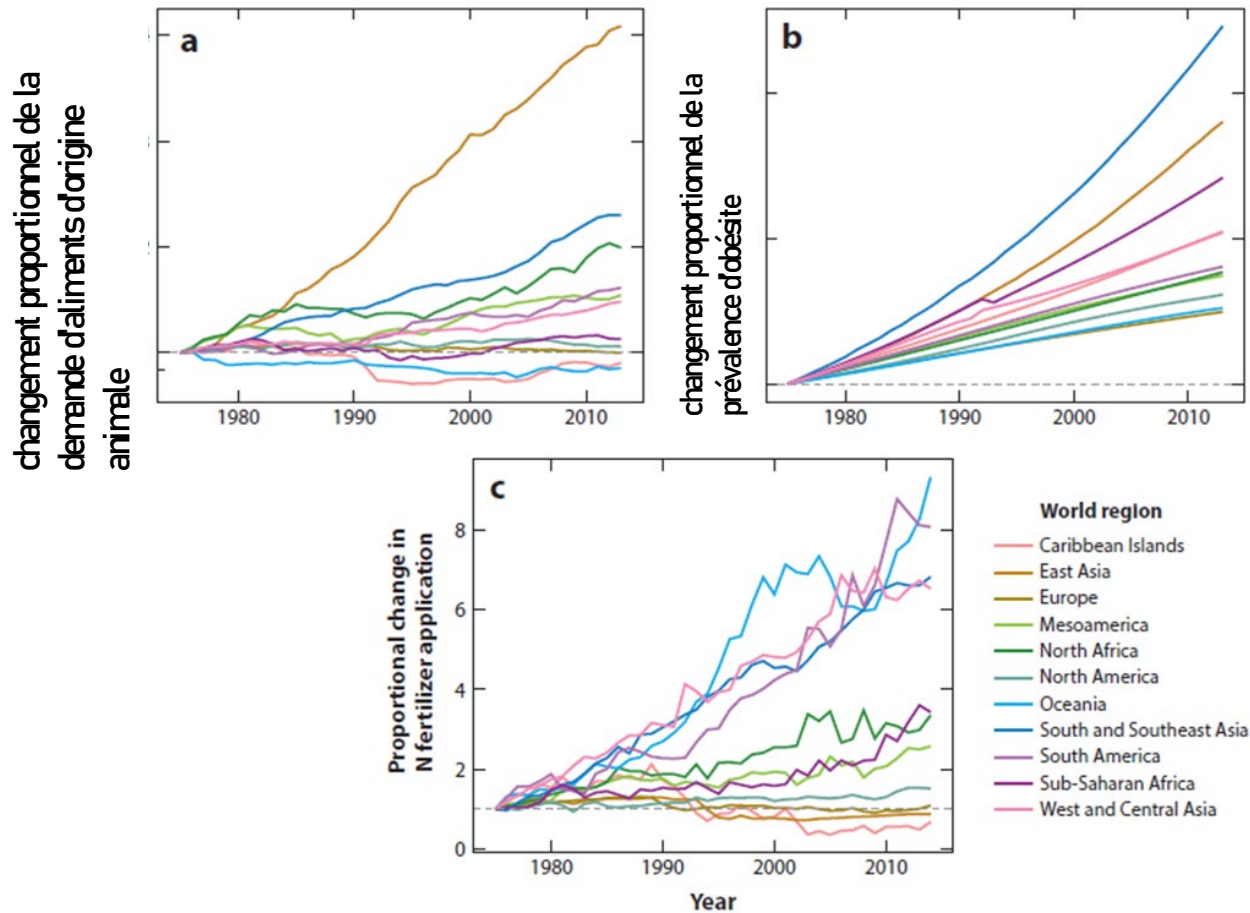 changement proportionnel de la
demande d'aliments d'origine
animale
a
1980
1990
2000
2010
changement proportionnel de la
prévalence d'obésite
b
1980
1990
2000
2010
Proportional change in
N fertilizer application
c
8
6
4
2
0
1980
1990
2000
2010
Year
World region
Caribbean Islands
East Asia
Europe
Mesoamerica
North Africa
North America
Oceania
South and Southeast Asia
South America
Sub-Saharan Africa
West and Central Asia